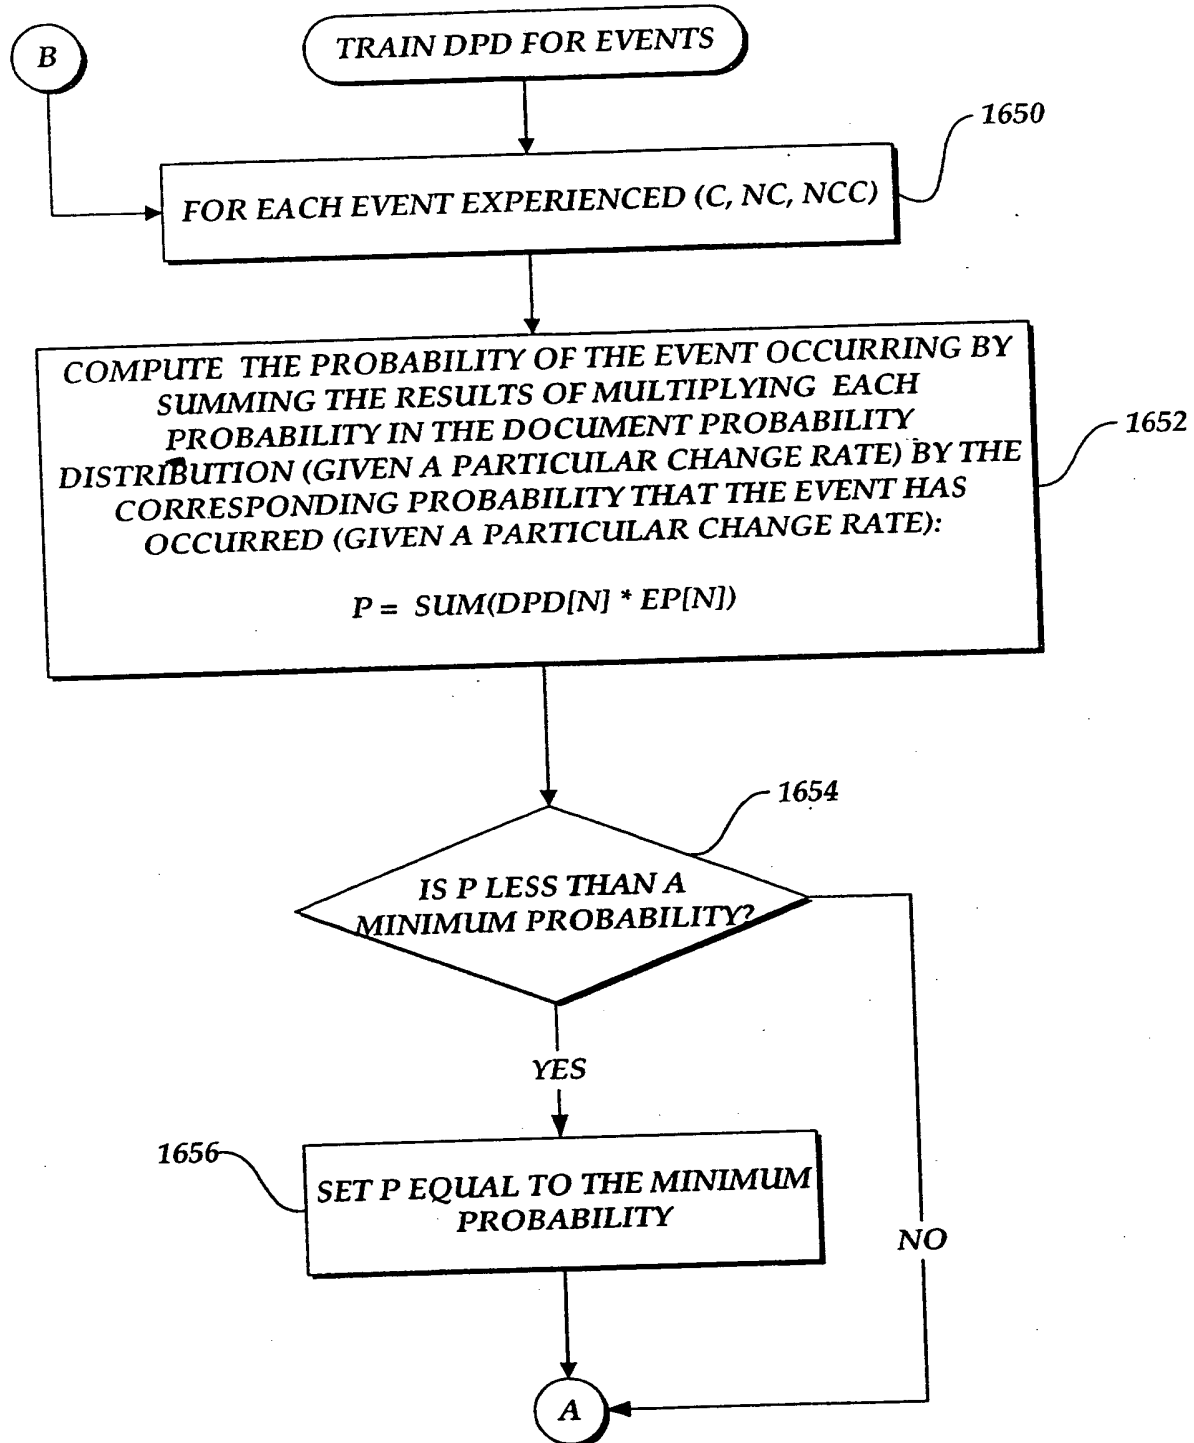 B
TRAIN DPD FOR EVENTS
1650
FOR EACH EVENT EXPERIENCED (C, NC, NCC)
COMPUTE THE PROBABILITY OF THE EVENT OCCURRING BY
SUMMING THE RESULTS OF MULTIPLYING EACH
PROBABILITY IN THE DOCUMENT PROBABILITY
DISTRIBUTION (GIVEN A PARTICULAR CHANGE RATE) BY THE
CORRESPONDING PROBABILITY THAT THE EVENT HAS
OCCURRED (GIVEN A PARTICULAR CHANGE RATE):
P = SUM(DPD[N] * EP[N])
1652
1654
IS P LESS THAN A
MINIMUM PROBABILITY?
YES
1656
SET P EQUAL TO THE MINIMUM
PROBABILITY
NO
A